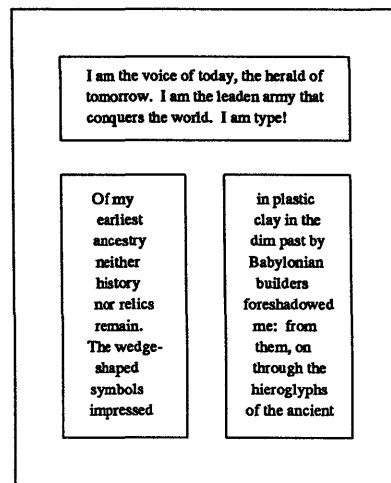 I am the voice of today, the herald of
tomorrow. I am the leaden army that
conquers the world. I am type!
Of my
earliest
ancestry
neither
history
nor relics
remain.
The wedge-
shaped
symbols
impressed
in plastic
clay in the
dim past by
Babylonian
builders
foreshadowed
me: from
them, on
through the
hieroglyphs
of the ancient